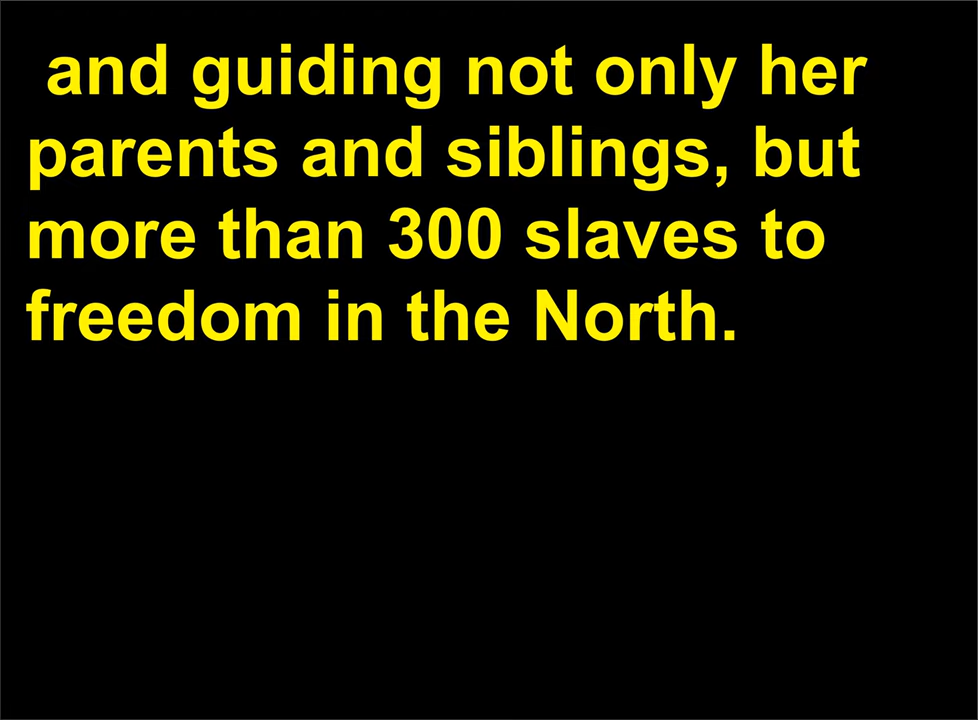 and guiding not only her
parents and siblings, but
more than 300 slaves to
freedom in the North.